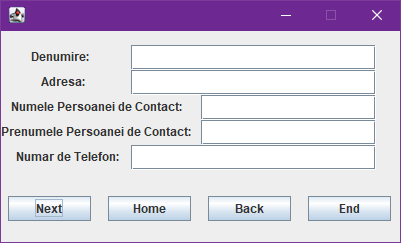 Denumire:
Adresa:
Numele Persoanei de Contact:
Prenumele Persoanei de Contact:
Numar de Telefon:
Next Home Back End